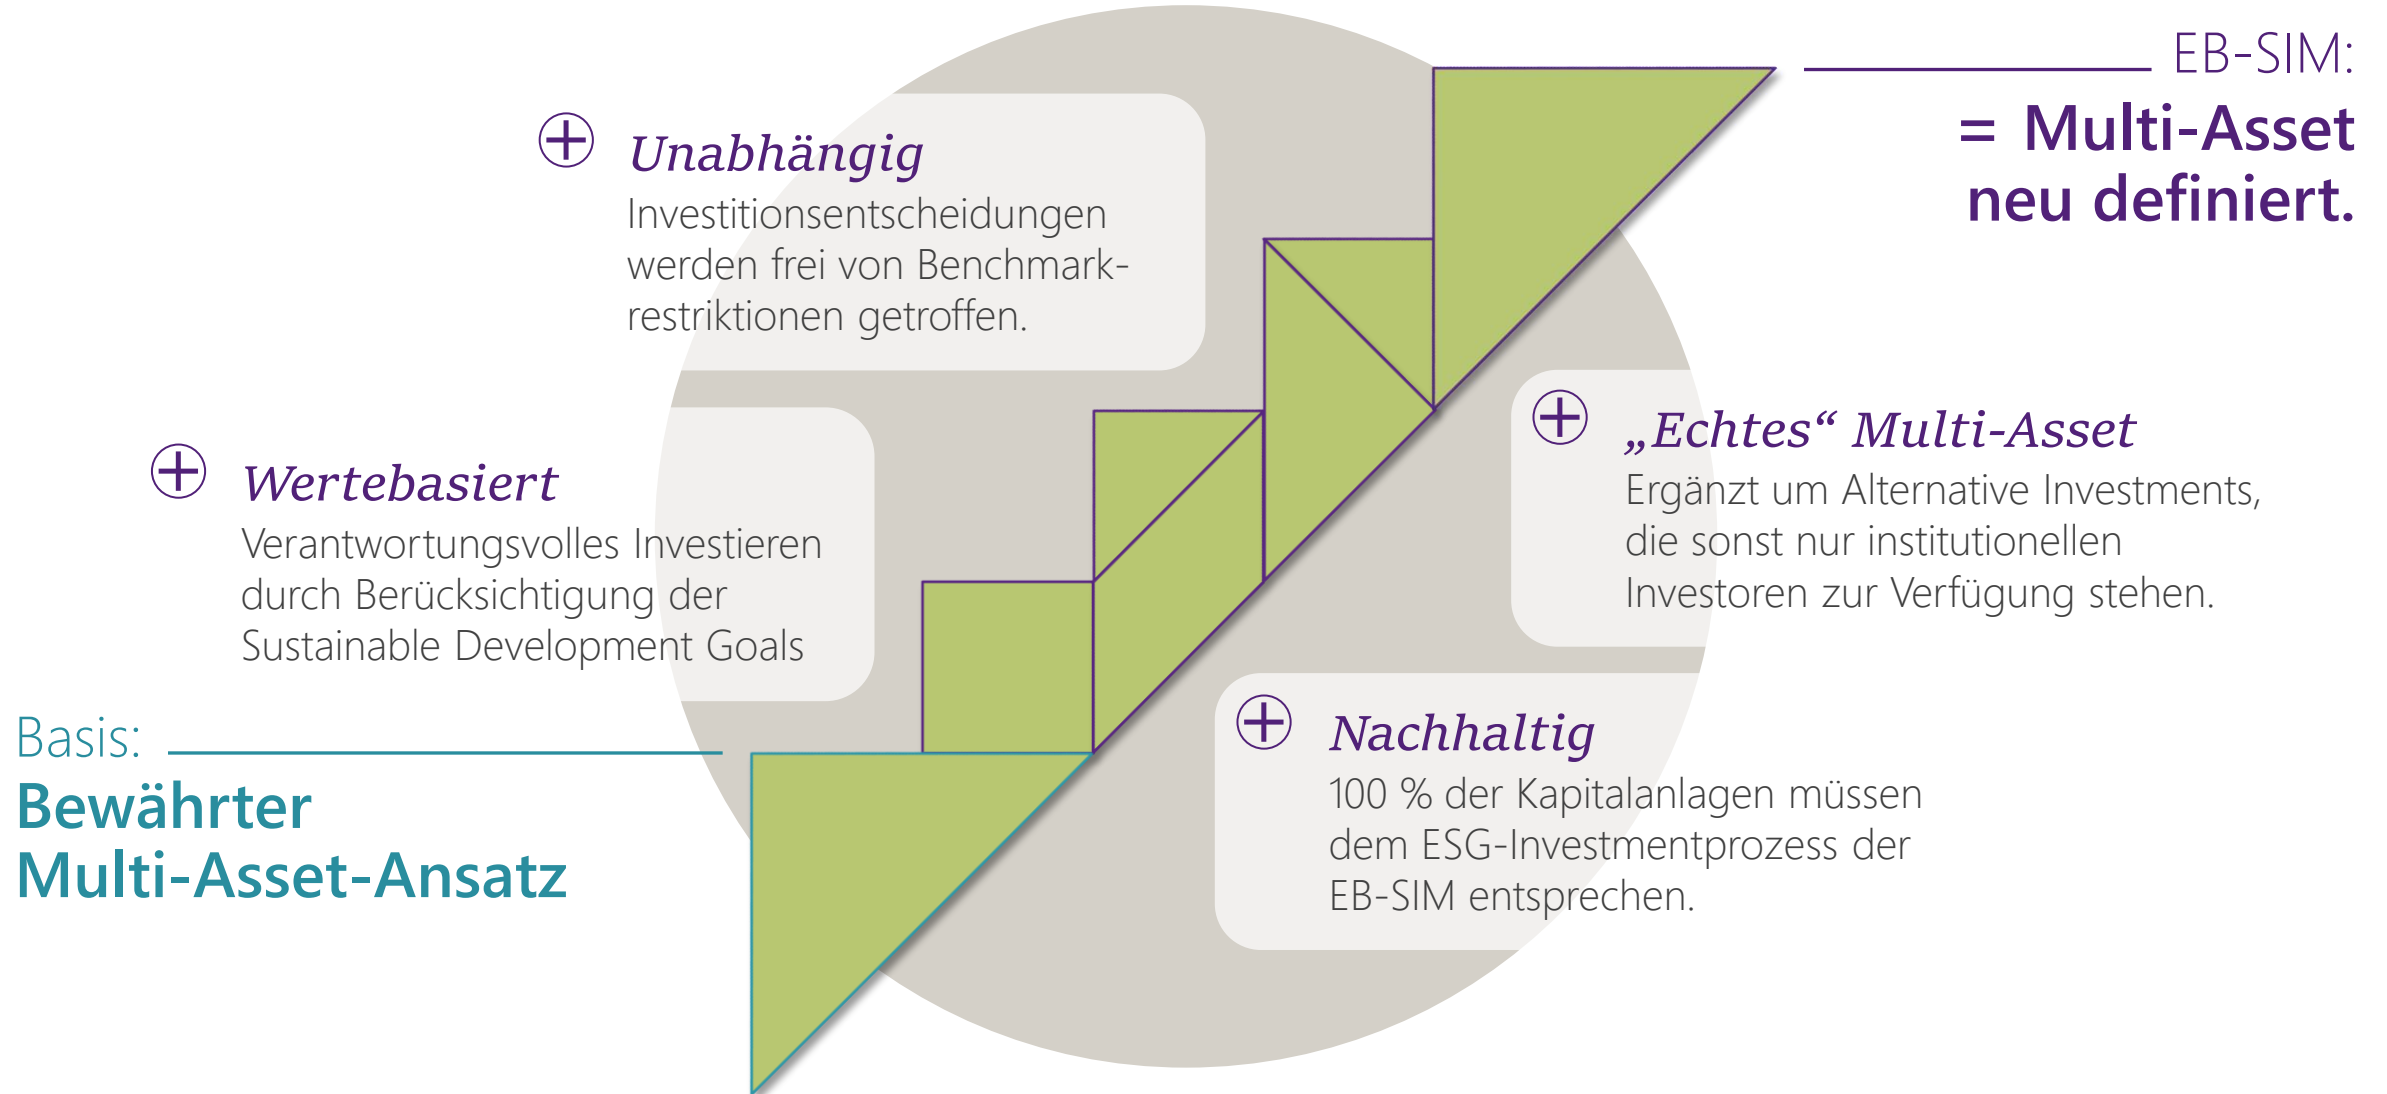 EB-SIM:
= Multi-Asset
neu definiert.
Unabhängig
Investitionsentscheidungen
werden frei von Benchmark-
restriktionen getroffen.
„Echtes“ Multi-Asset
Ergänzt um Alternative Investments,
die sonst nur institutionellen
Investoren zur Verfügung stehen.
Wertebasiert
Verantwortungsvolles Investieren
durch Berücksichtigung der
Sustainable Development Goals
Nachhaltig
100 % der Kapitalanlagen müssen
dem ESG-Investmentprozess der
EB-SIM entsprechen.
Basis:
Bewährter
Multi-Asset-Ansatz